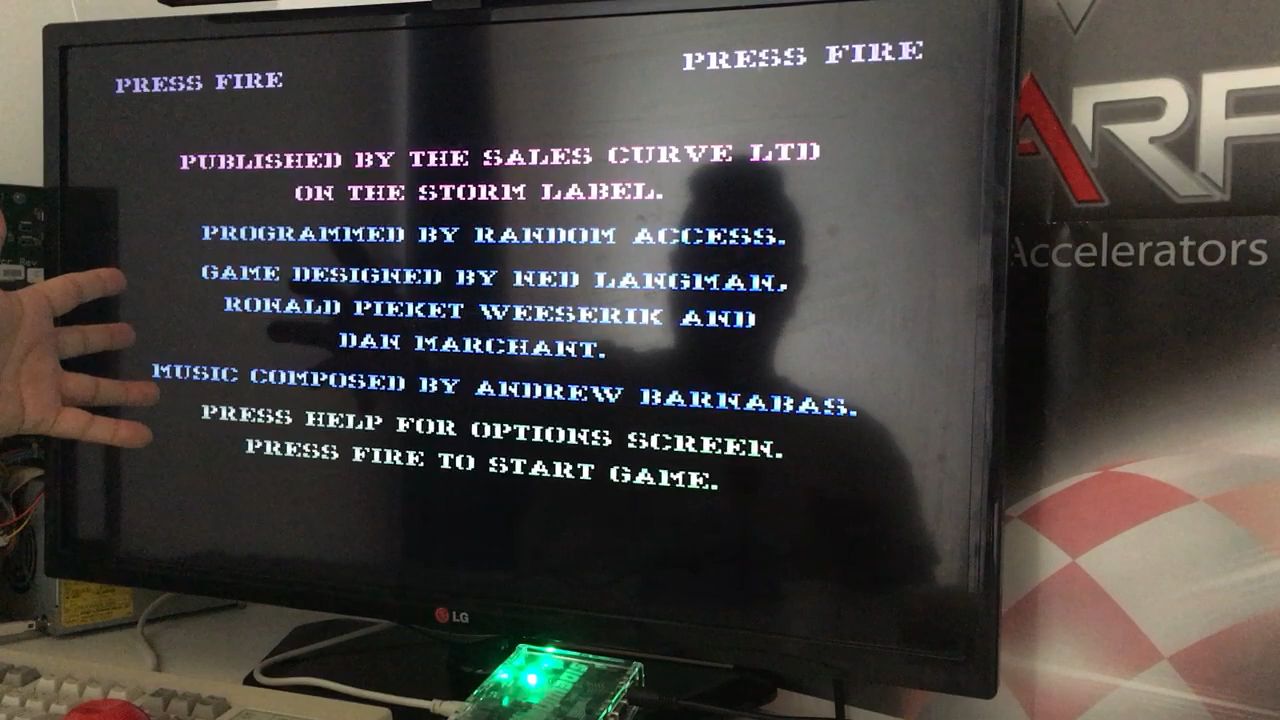 PRESS FIRE
PRESS FIRE
PUBLISHED BY THE SALES CURVE LTD
ON THE STORM LABEL.
PROGRAMMED BY RANDOM ACCESS.
GAME DESIGNED BY NED LANGMAN,
RONALD PIEKET WEESERIK AND
DAN MARCHANT.
MUSIC COMPOSED BY ANDREW BARNABAS.
PRESS HELP FOR OPTIONS SCREEN.
PRESS FIRE TO START GAME.
LG
Accelerators